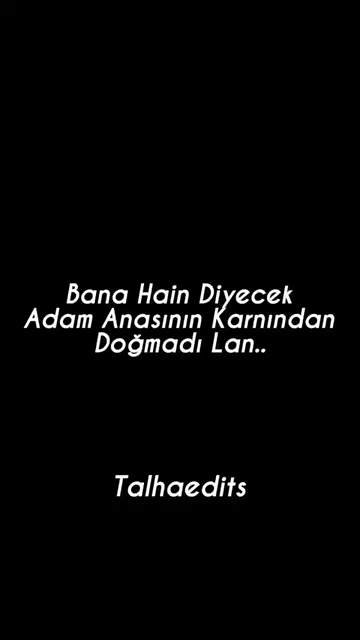 Bana Hain Diyecek
Adam Anasının Karnından
Doğmadı Lan..
Talhaedits